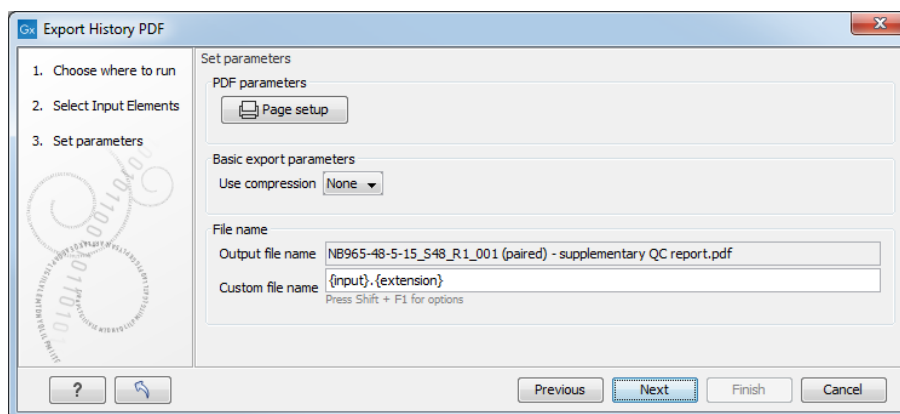 Gx Export History PDF
1. Choose where to run
2. Select Input Elements
3. Set parameters
Set parameters
PDF parameters
Page setup
Basic export parameters
Use compression None
File name
Output file name NB965-48-5-15_S48_R1_001 (paired) - supplementary QC report.pdf
Custom file name {input}.{extension}
Press Shift + F1 for options
? Previous Next Finish Cancel